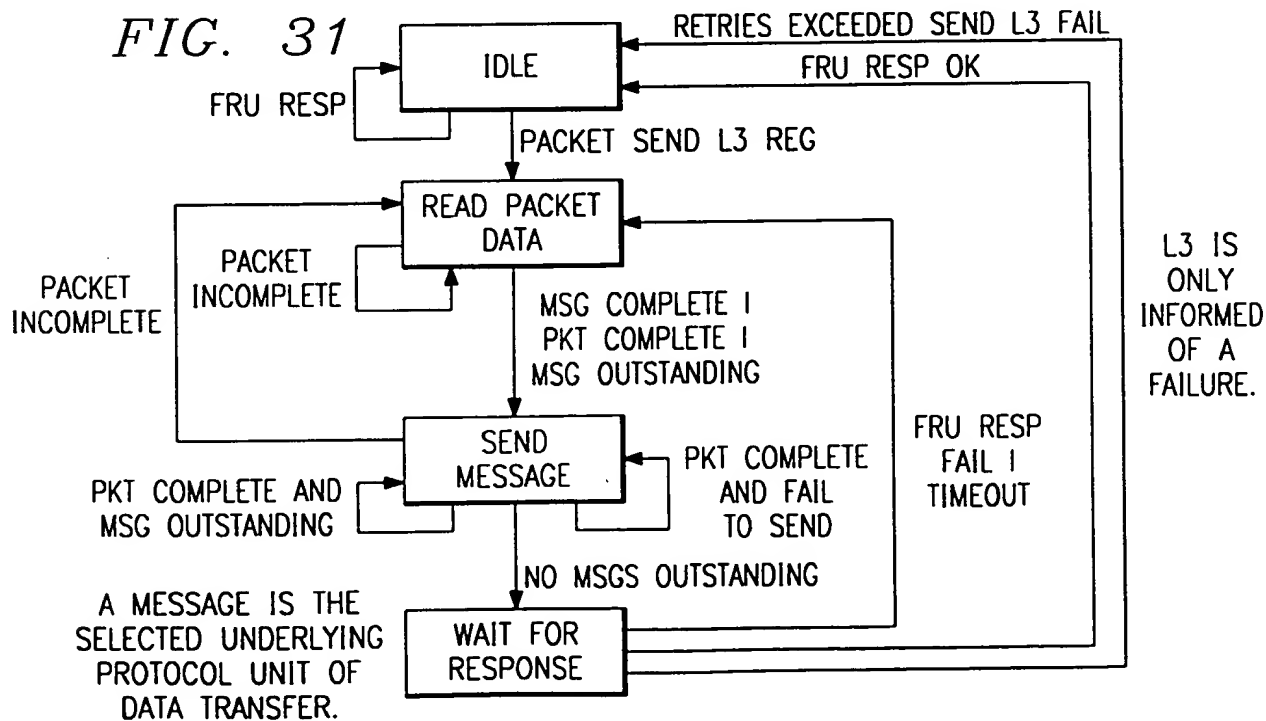 FIG. 31
RETRIES EXCEEDED SEND L3 FAIL
IDLE
FRU RESP OK
FRU RESP
PACKET SEND L3 REG
READ PACKET
DATA
PACKET
INCOMPLETE
PACKET
INCOMPLETE
MSG COMPLETE I
PKT COMPLETE I
MSG OUTSTANDING
L3 IS
ONLY
INFORMED
OF A
FAILURE.
SEND
MESSAGE
PKT COMPLETE
AND FAIL
TO SEND
FRU RESP
FAIL I
TIMEOUT
PKT COMPLETE AND
MSG OUTSTANDING
NO MSGS OUTSTANDING
A MESSAGE IS THE
SELECTED UNDERLYING
PROTOCOL UNIT OF
DATA TRANSFER.
WAIT FOR
RESPONSE